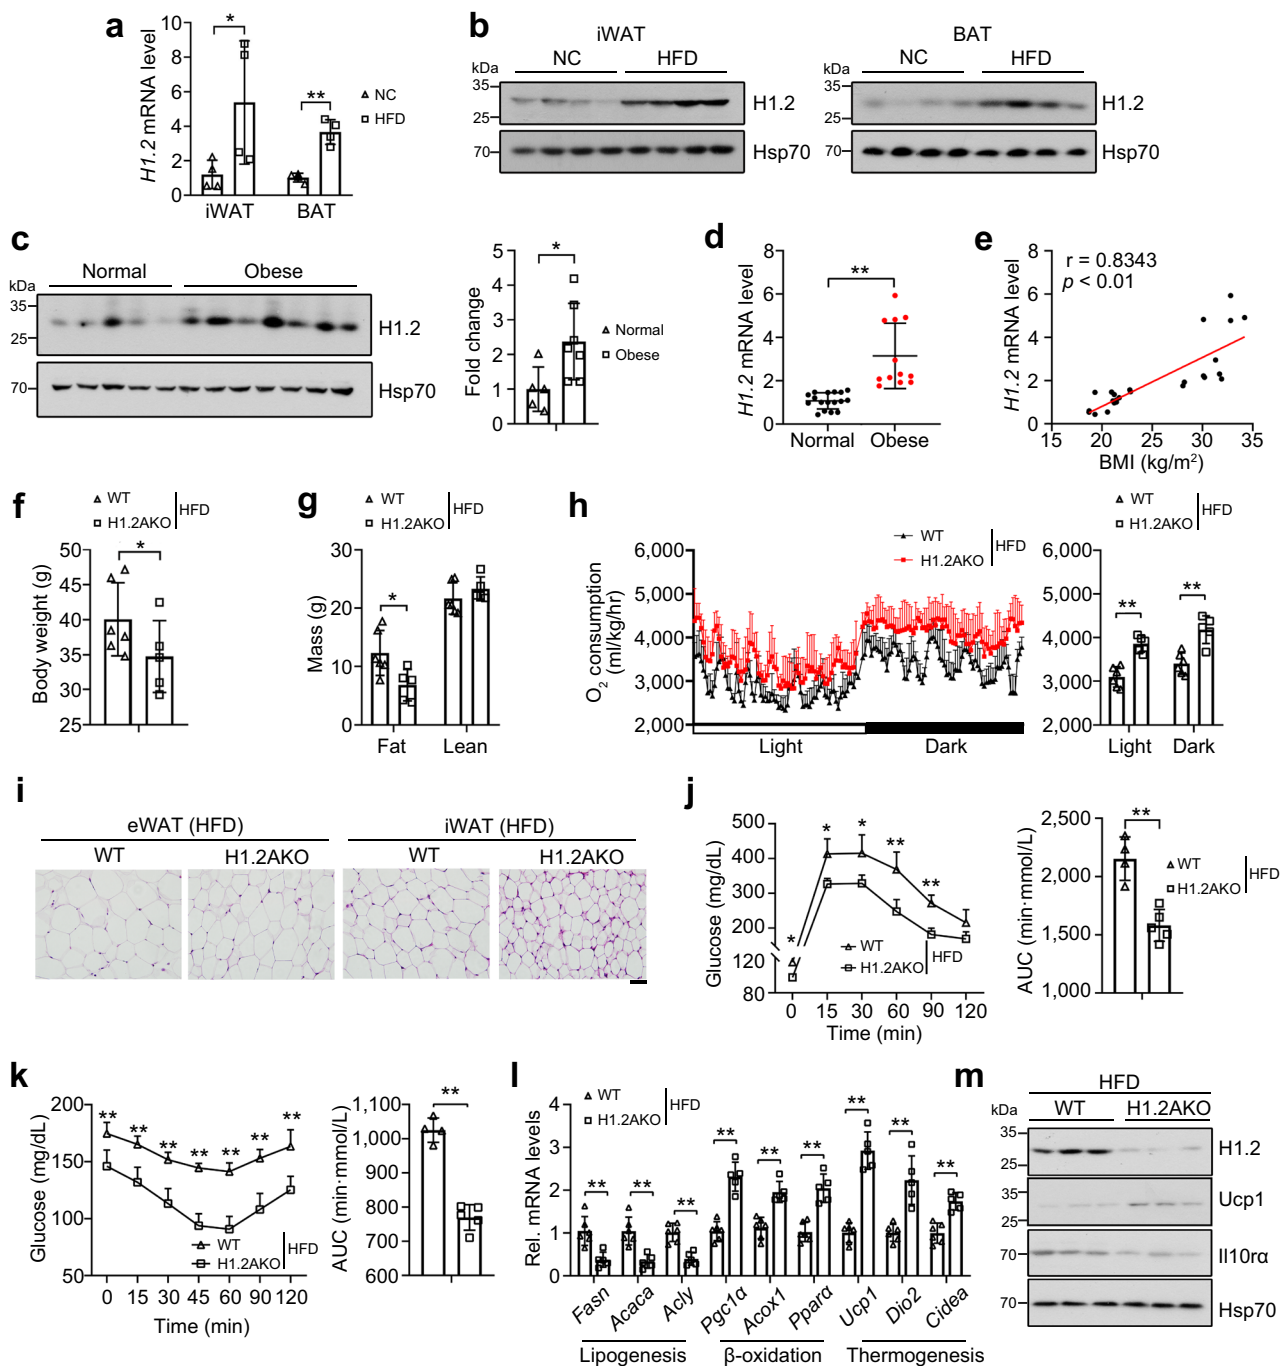 a
H1.2 mRNA level
10
8
6
4
2
0
*
**
NC
HFD
iWAT
BAT
b
iWAT
BAT
kDa
NC
HFD
NC
HFD
kDa
35
25
H1.2
35
25
H1.2
70
Hsp70
70
Hsp70
c
kDa
Normal
Obese
35
25
H1.2
70
Hsp70
Fold change
5
4
3
2
1
0
*
Normal
Obese
d
H1.2 mRNA level
8
6
4
2
0
**
Normal
Obese
e
H1.2 mRNA level
8
6
4
2
0
r = 0.8343
p < 0.01
15 20 25 30 35
BMI (kg/m²)
f
WT
H1.2AKO
HFD
Body weight (g)
50
45
40
35
30
25
*
g
WT
H1.2AKO
HFD
Mass (g)
30
20
10
0
*
Fat
Lean
h
WT
H1.2AKO
HFD
O₂ consumption
(ml/kg/hr)
6,000
5,000
4,000
3,000
2,000
Light
Dark
WT
H1.2AKO
HFD
6,000
5,000
4,000
3,000
2,000
**
**
Light
Dark
i
eWAT (HFD)
iWAT (HFD)
WT
H1.2AKO
WT
H1.2AKO
j
Glucose (mg/dL)
500
400
300
200
120
80
*
*
*
**
**
WT
H1.2AKO
HFD
0 15 30 60 90 120
Time (min)
AUC (min·mmol/L)
2,500
2,000
1,500
1,000
**
WT
H1.2AKO
HFD
k
Glucose (mg/dL)
200
150
100
50
** ** ** ** ** ** **
WT
H1.2AKO
HFD
0 15 30 45 60 90 120
Time (min)
AUC (min·mmol/L)
1,100
1,000
900
800
700
600
**
l
WT
H1.2AKO
HFD
Rel. mRNA levels
5
4
3
2
1
0
** ** ** ** ** ** ** ** **
Fasn
Acaca
Acly
Pgc1α
Acox1
Pparα
Ucp1
Dio2
Cidea
Lipogenesis
β-oxidation
Thermogenesis
m
HFD
kDa
WT
H1.2AKO
35
25
H1.2
35
25
Ucp1
70
Il10rα
70
Hsp70